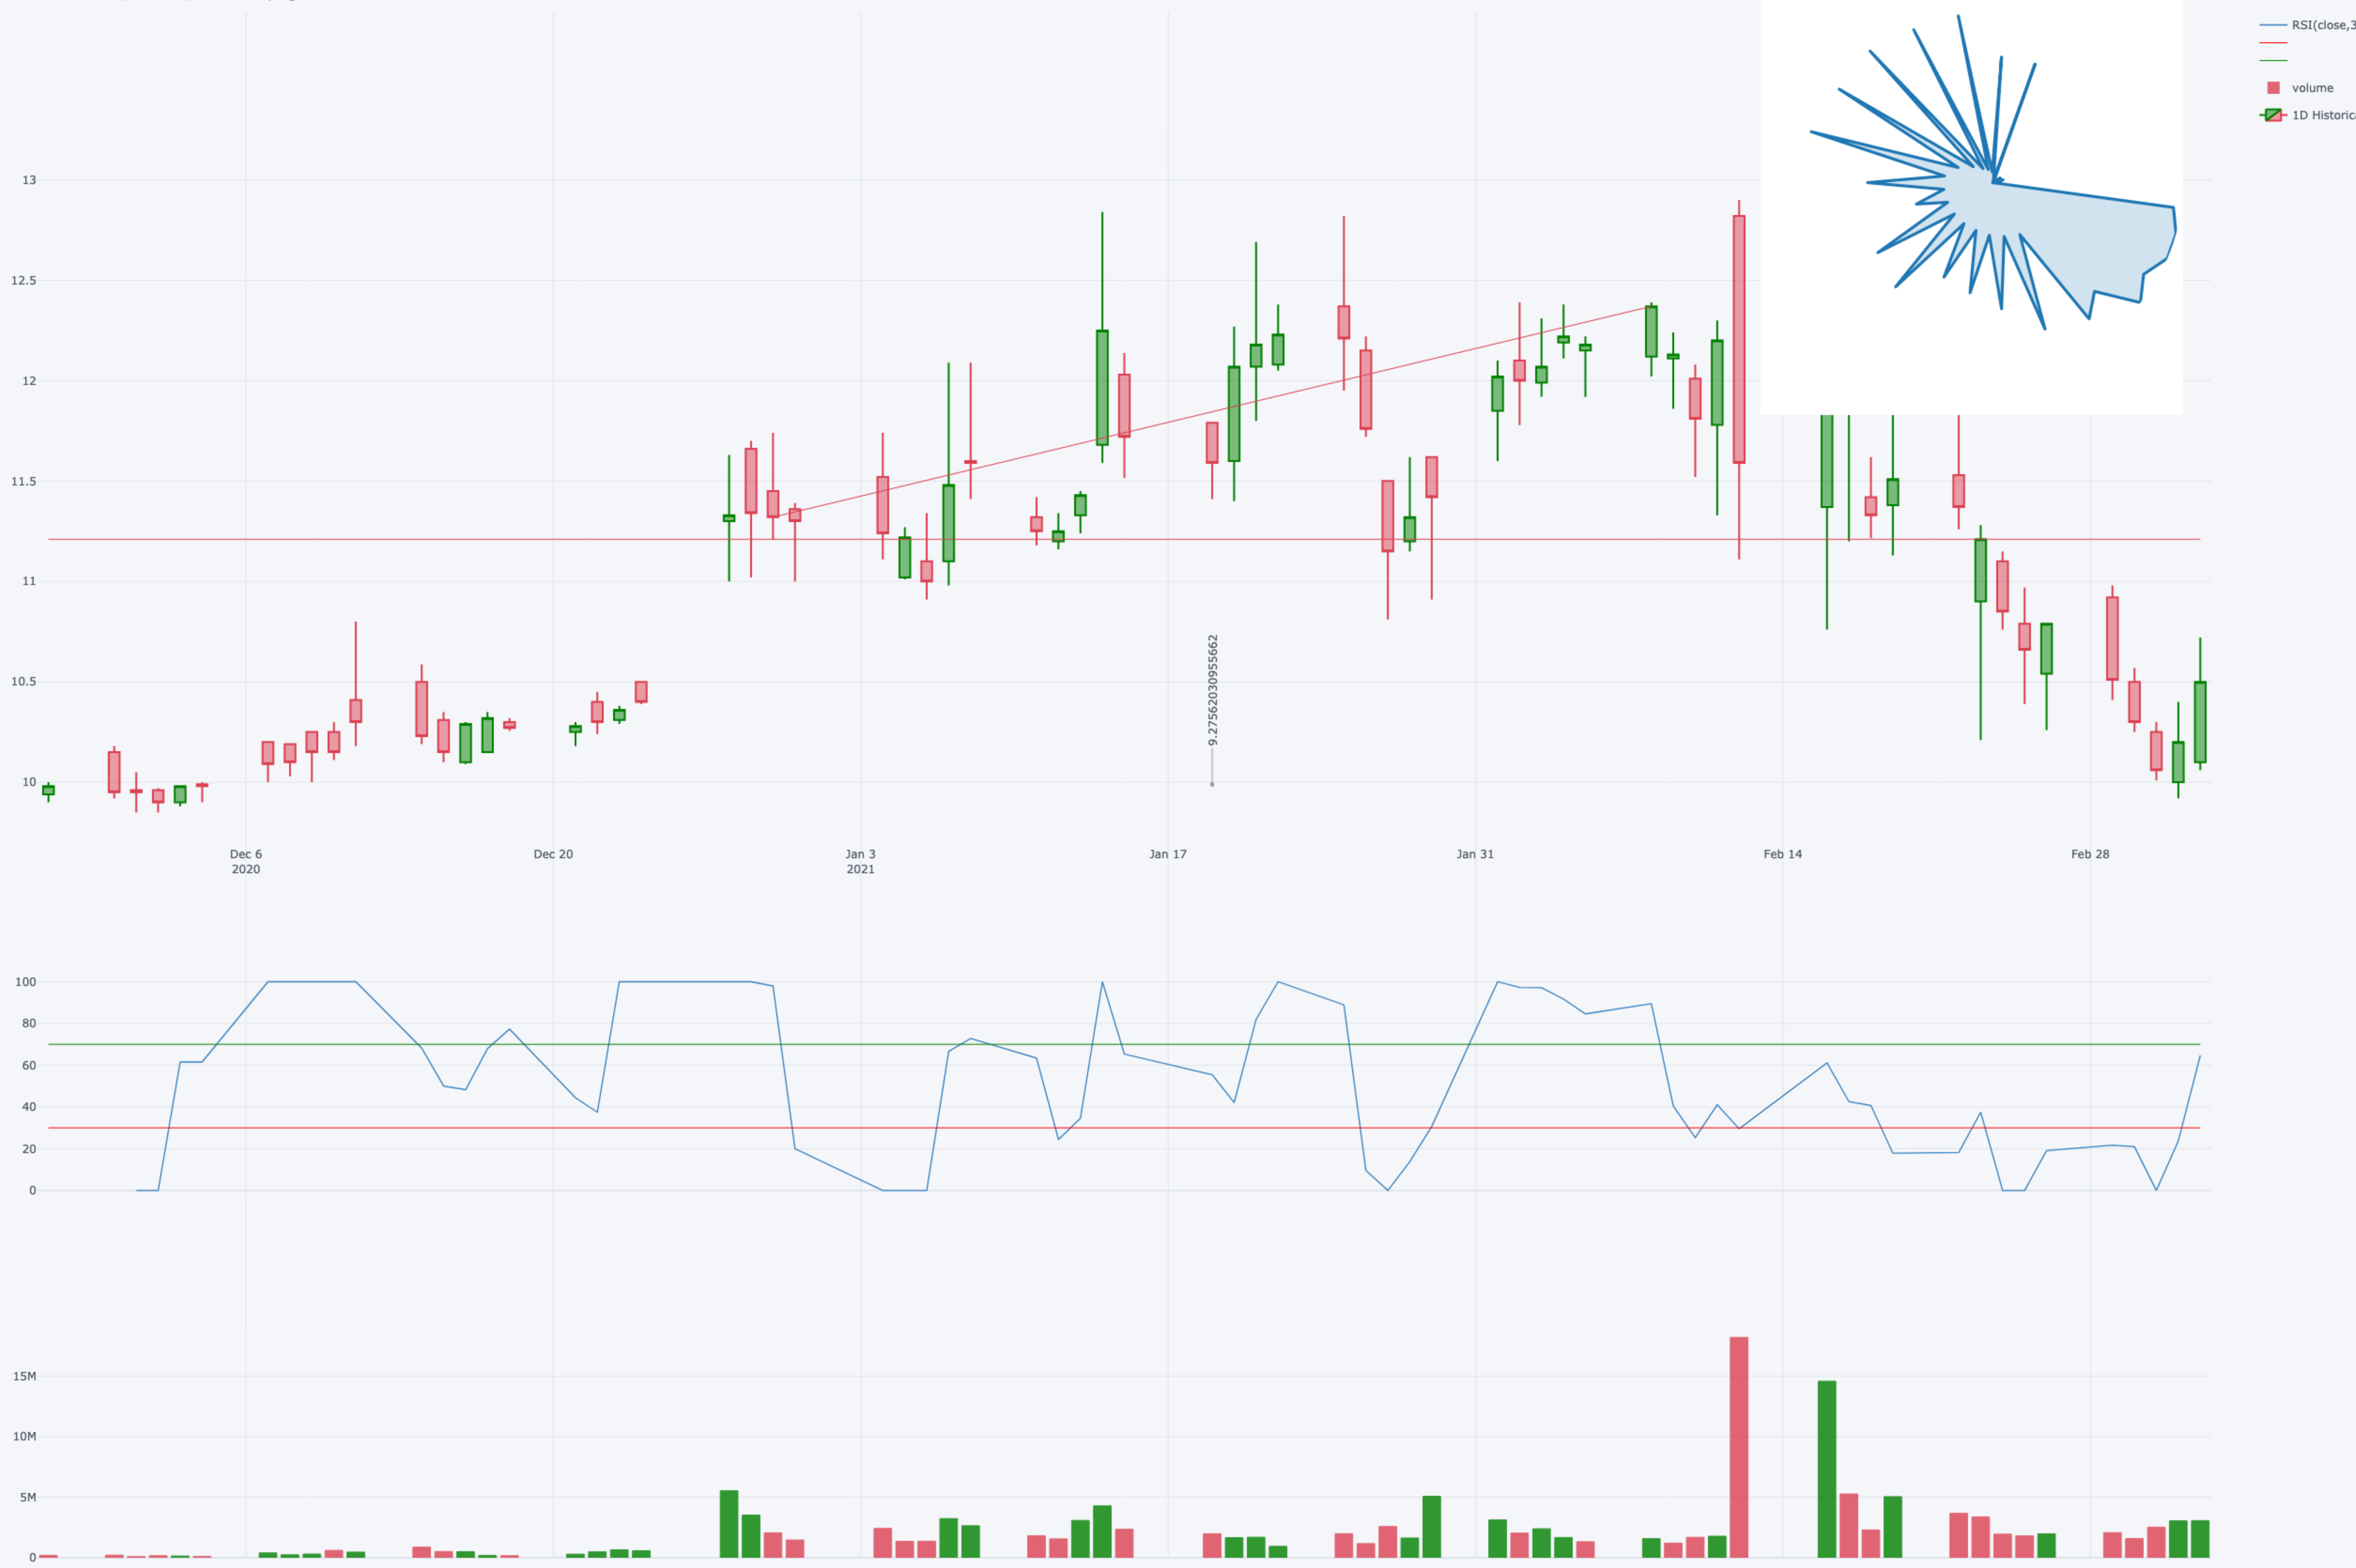 RSI(close,3
volume
1D Historica
13
12.5
12
11.5
11
10.5
10
9.275620309556​62
Dec 6
2020
Dec 20
Jan 3
2021
Jan 17
Jan 31
Feb 14
Feb 28
100
80
60
40
20
0
15M
10M
5M
0